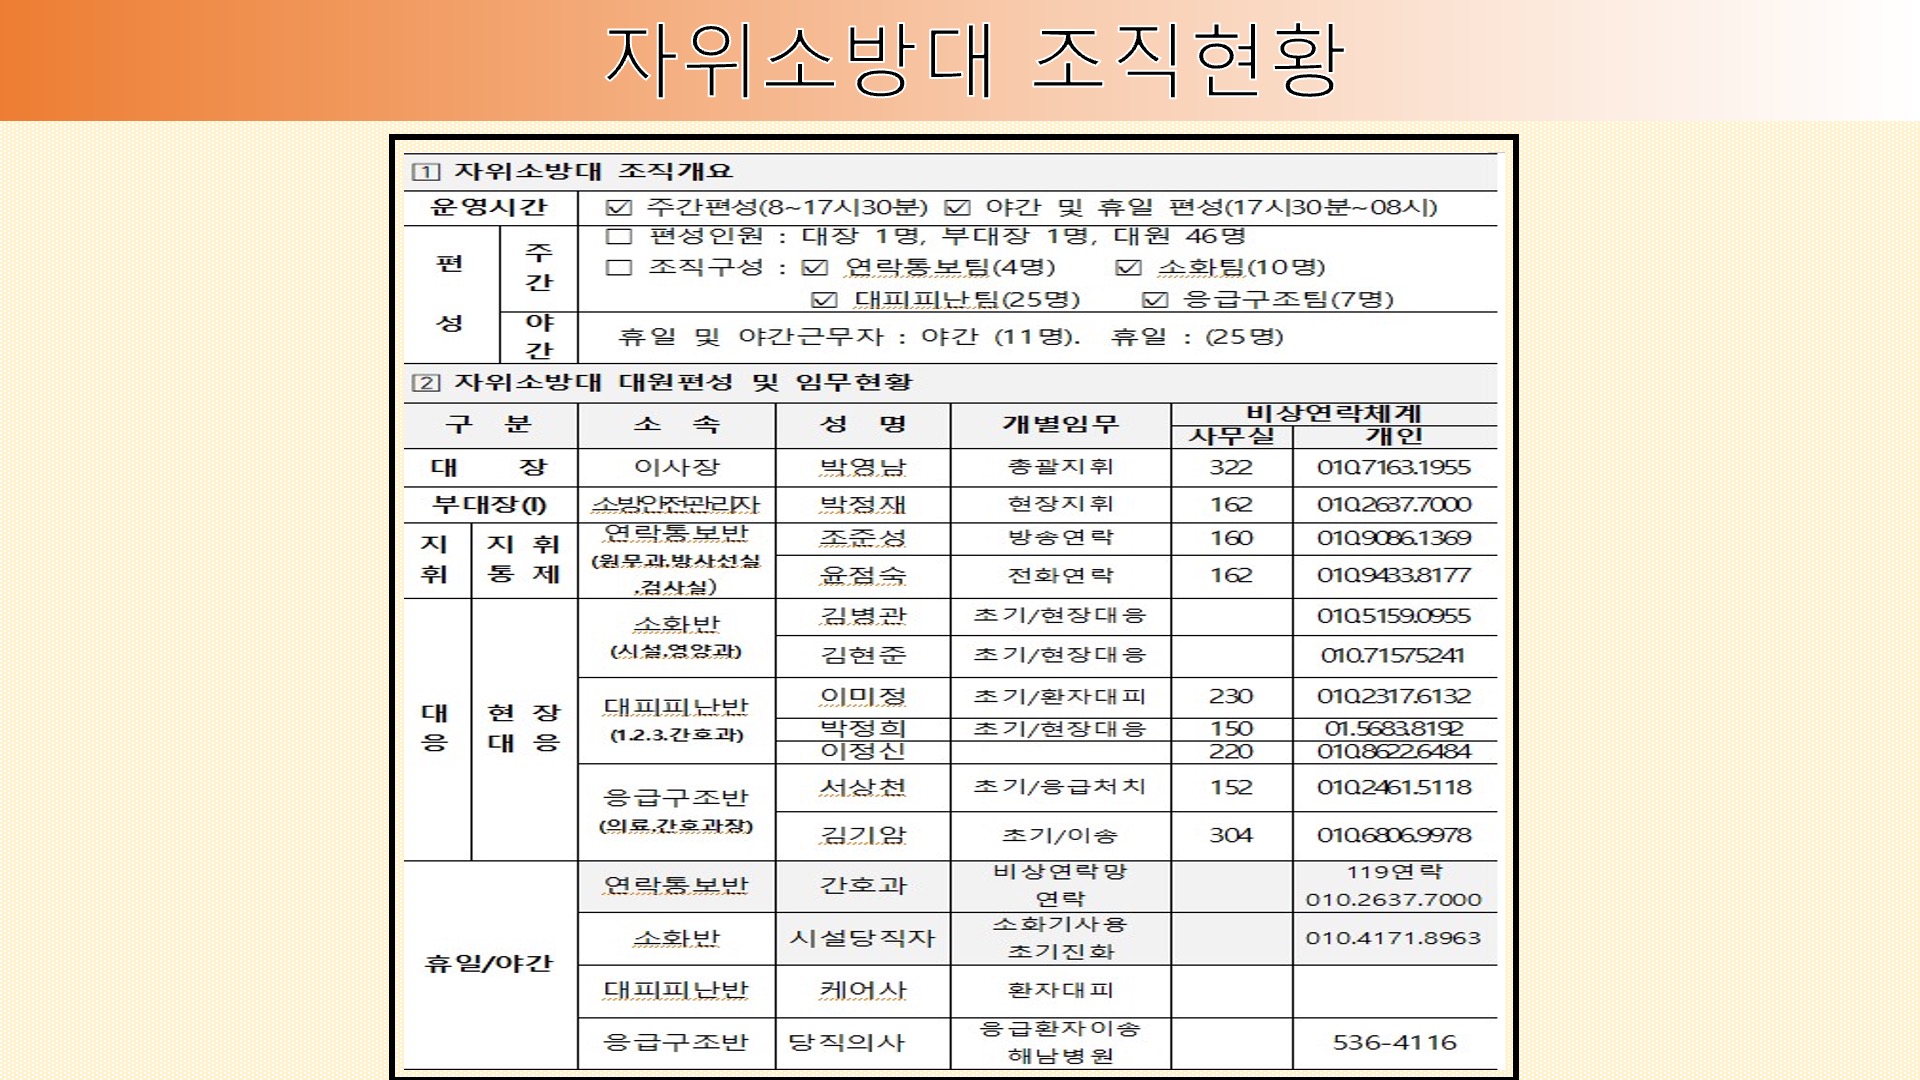 자위소방대 조직현황
1 자위소방대 조직개요
운영시간 ☑ 주간편성(8~17시30분) ☑ 야간 및 휴일 편성(17시30분~08시)
편성 주간 □ 편성인원 : 대장 1명, 부대장 1명, 대원 46명
□ 조직구성 : ☑ 연락통보팀(4명) ☑ 소화팀(10명)
☑ 대피피난팀(25명) ☑ 응급구조팀(7명)
야간 휴일 및 야간근무자 : 야간 (11명). 휴일 : (25명)
2 자위소방대 대원편성 및 임무현황
구 분 소 속 성 명 개별임무 비상연락체계
사무실 개인
대 장 이사장 박영남 총괄지휘 322 010.7163.1955
부대장(I) 소방안전관리자 박정재 현장지휘 162 010.2637.7000
지휘 지휘통제 연락통보반 조준성 방송연락 160 010.9086.1369
(원무과.방사선실
.검사실) 윤점숙 전화연락 162 010.9433.8177
대응 현장대응 소화반 김병관 초기/현장대응 010.5159.0955
(시설.영양과) 김현준 초기/현장대응 010.71575241
대피피난반 이미정 초기/환자대피 230 010.2317.6132
(1.2.3.간호과) 박정희 초기/현장대응 150 01.5683.8192
이정신 220 010.8622.6484
응급구조반 서상천 초기/응급처치 152 010.2461.5118
(의료.간호과장) 김기암 초기/이송 304 010.6806.9978
휴일/야간 연락통보반 간호과 비상연락망 119연락
연락 010.2637.7000
소화반 시설당직자 소화기사용 010.4171.8963
초기진화
대피피난반 케어사 환자대피
응급구조반 당직의사 응급환자이송 536-4116
해남병원